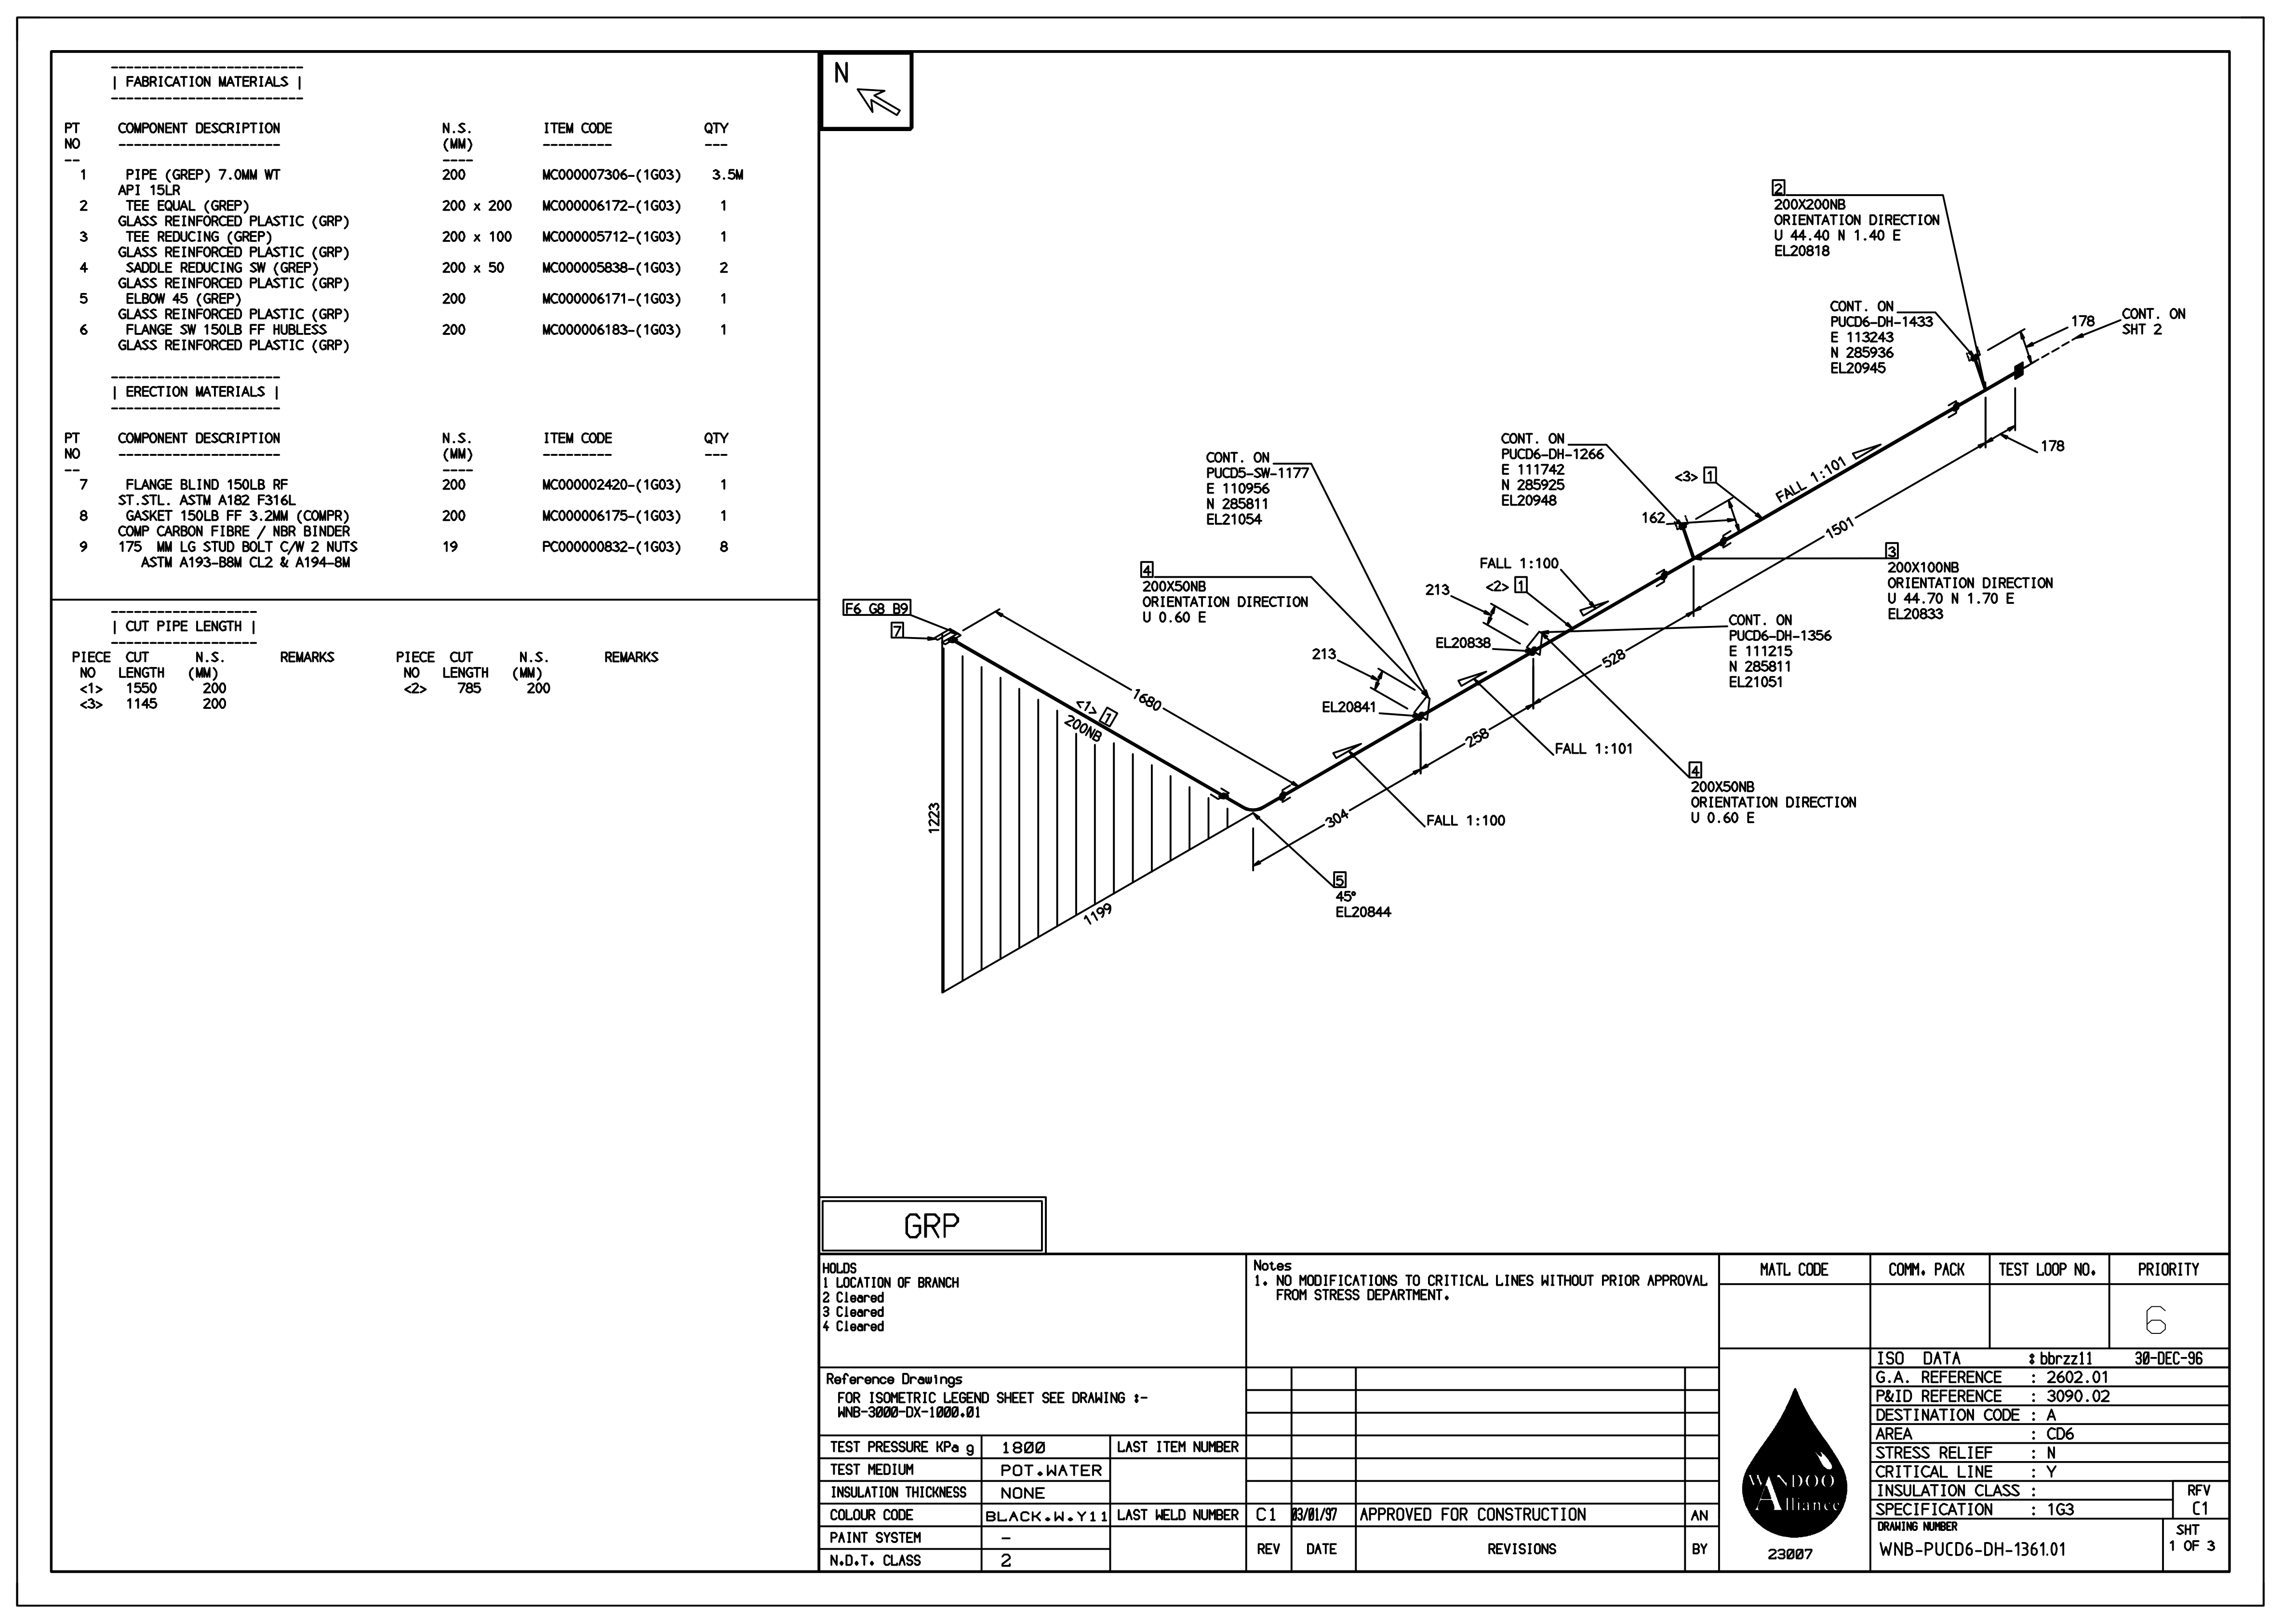 | FABRICATION MATERIALS |
PT COMPONENT DESCRIPTION N.S. ITEM CODE QTY
NO (MM)
1 PIPE (GREP) 7.0MM WT 200 MC000007306-(1G03) 3.5M
API 15LR
2 TEE EQUAL (GREP) 200 x 200 MC000006172-(1G03) 1
GLASS REINFORCED PLASTIC (GRP)
3 TEE REDUCING (GREP) 200 x 100 MC000005712-(1G03) 1
GLASS REINFORCED PLASTIC (GRP)
4 SADDLE REDUCING SW (GREP) 200 x 50 MC000005838-(1G03) 2
GLASS REINFORCED PLASTIC (GRP)
5 ELBOW 45 (GREP) 200 MC000006171-(1G03) 1
GLASS REINFORCED PLASTIC (GRP)
6 FLANGE SW 150LB FF HUBLESS 200 MC000006183-(1G03) 1
GLASS REINFORCED PLASTIC (GRP)
| ERECTION MATERIALS |
PT COMPONENT DESCRIPTION N.S. ITEM CODE QTY
NO (MM)
7 FLANGE BLIND 150LB RF 200 MC000002420-(1G03) 1
ST.STL. ASTM A182 F316L
8 GASKET 150LB FF 3.2MM (COMPR) 200 MC000006175-(1G03) 1
COMP CARBON FIBRE / NBR BINDER
9 175 MM LG STUD BOLT C/W 2 NUTS 19 PC000000832-(1G03) 8
ASTM A193-B8M CL2 & A194-8M
| CUT PIPE LENGTH |
PIECE CUT N.S. REMARKS PIECE CUT N.S. REMARKS
NO LENGTH (MM) NO LENGTH (MM)
<1> 1550 200 <2> 785 200
<3> 1145 200
N
2
200X200NB
ORIENTATION DIRECTION
U 44.40 N 1.40 E
EL20818
CONT. ON
PUCD6-DH-1433
E 113243
N 285936
EL20945
178
CONT. ON
SHT 2
178
CONT. ON
PUCD6-DH-1266
E 111742
N 285925
EL20948
<3> 1
FALL 1:101
162
1501
CONT. ON
PUCD5-SW-1177
E 110956
N 285811
EL21054
3
200X100NB
ORIENTATION DIRECTION
U 44.70 N 1.70 E
EL20833
4
200X50NB
ORIENTATION DIRECTION
U 0.60 E
FALL 1:100
<2> 1
213
EL20838
CONT. ON
PUCD6-DH-1356
E 111215
N 285811
EL21051
528
213
EL20841
258
FALL 1:101
4
200X50NB
ORIENTATION DIRECTION
U 0.60 E
F6 G8 B9
7
1680
<1> 1
200NB
1223
304
FALL 1:100
1199
5
45°
EL20844
GRP
HOLDS
1 LOCATION OF BRANCH
2 Cleared
3 Cleared
4 Cleared
Notes
1. NO MODIFICATIONS TO CRITICAL LINES WITHOUT PRIOR APPROVAL
FROM STRESS DEPARTMENT.
Reference Drawings
FOR ISOMETRIC LEGEND SHEET SEE DRAWING :-
WNB-3000-DX-1000.01
TEST PRESSURE KPa g 1800 LAST ITEM NUMBER
TEST MEDIUM POT.WATER
INSULATION THICKNESS NONE
COLOUR CODE BLACK.W.Y11 LAST WELD NUMBER
PAINT SYSTEM -
N.D.T. CLASS 2
C1 03/01/97 APPROVED FOR CONSTRUCTION AN
REV DATE REVISIONS BY
MATL CODE COMM. PACK TEST LOOP NO. PRIORITY
6
WANDOO
Alliance
23007
ISO DATA : bbrzz11 30-DEC-96
G.A. REFERENCE : 2602.01
P&ID REFERENCE : 3090.02
DESTINATION CODE : A
AREA : CD6
STRESS RELIEF : N
CRITICAL LINE : Y
INSULATION CLASS :
SPECIFICATION : 1G3
RFV
C1
DRAWING NUMBER
WNB-PUCD6-DH-1361.01
SHT
1 OF 3